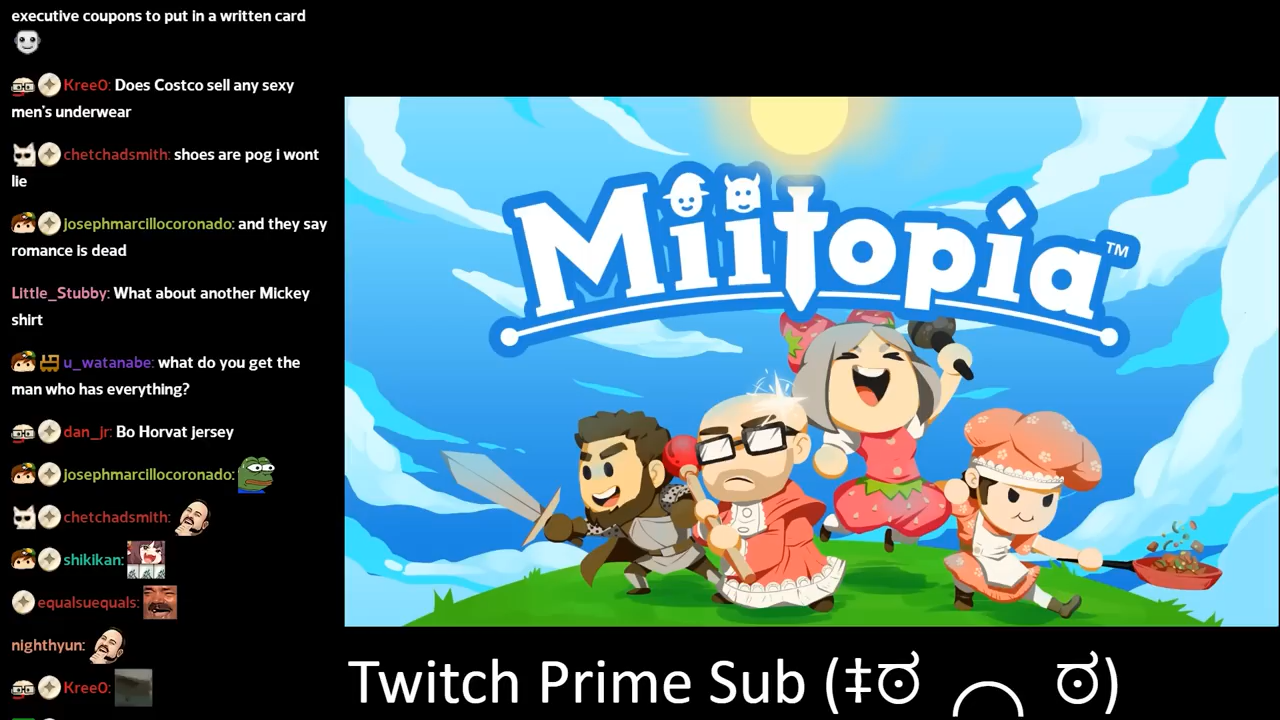 executive coupons to put in a written card
KreeO: Does Costco sell any sexy
men's underwear
chetchadsmith: shoes are pog i wont
lie
josephmarcillocoronado: and they say
romance is dead
Little_Stubby: What about another Mickey
shirt
u_watanabe: what do you get the
man who has everything?
dan_jr: Bo Horvat jersey
josephmarcillocoronado:
chetchadsmith:
shikikan:
equalsuequals:
nighthyun:
KreeO:
Miitopia™
Twitch Prime Sub (‡ಠ ╭╮ ಠ)